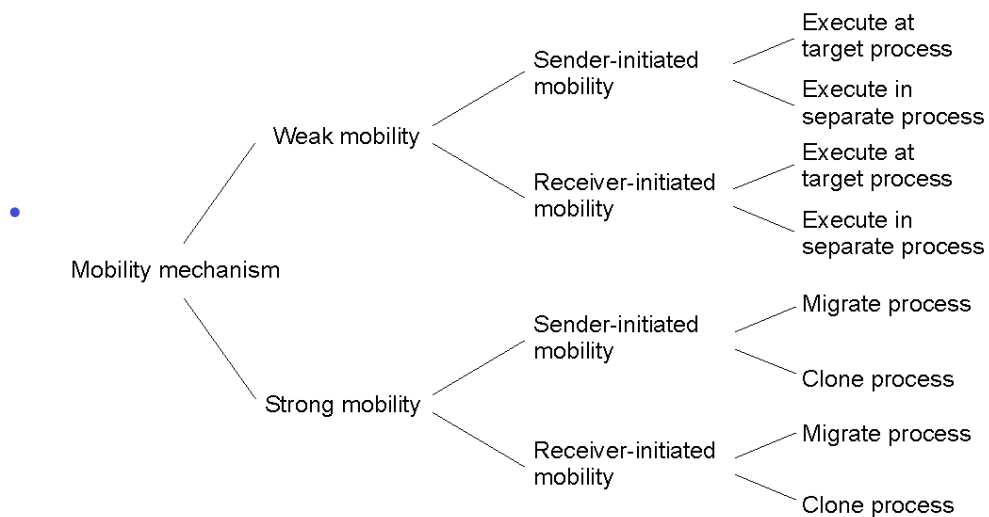 Execute at
target process
Sender-initiated
mobility
Execute in
separate process
Weak mobility
Execute at
target process
Receiver-initiated
mobility
Execute in
separate process
Mobility mechanism
Sender-initiated
mobility
Migrate process
Clone process
Strong mobility
Receiver-initiated
mobility
Migrate process
Clone process